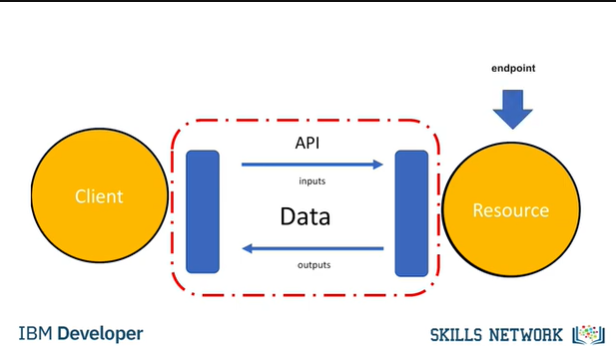 endpoint
API
inputs
Client
Data
Resource
outputs
IBM Developer
SKILLS NETWORK